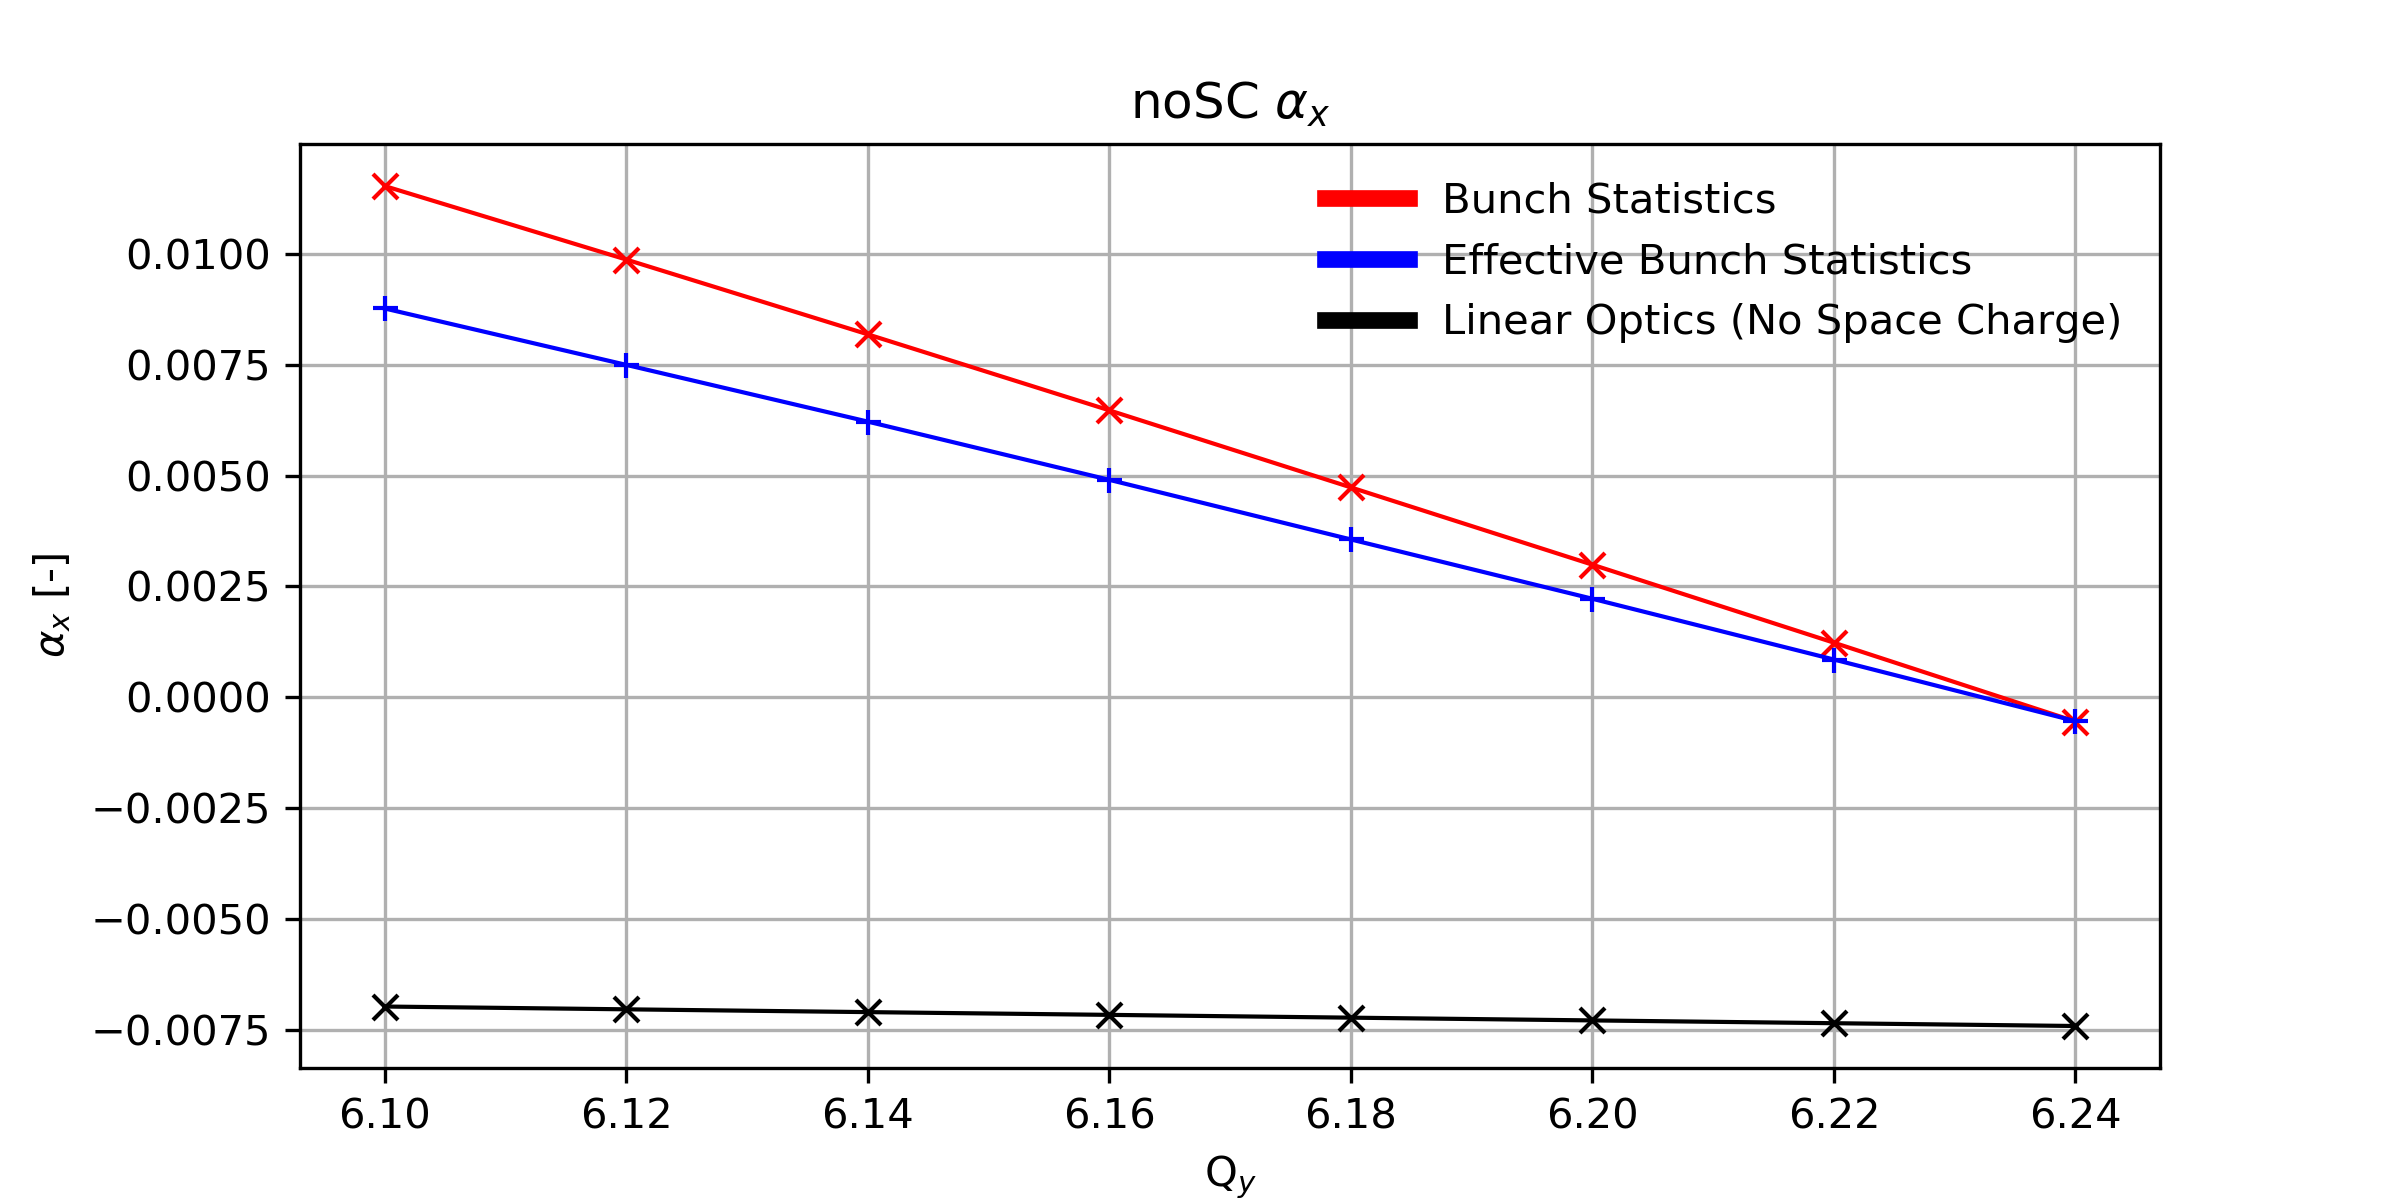 noSC αx
Bunch Statistics
Effective Bunch Statistics
Linear Optics (No Space Charge)
0.0100
0.0075
0.0050
0.0025
0.0000
−0.0025
−0.0050
−0.0075
αx [-]
6.10 6.12 6.14 6.16 6.18 6.20 6.22 6.24
Qy